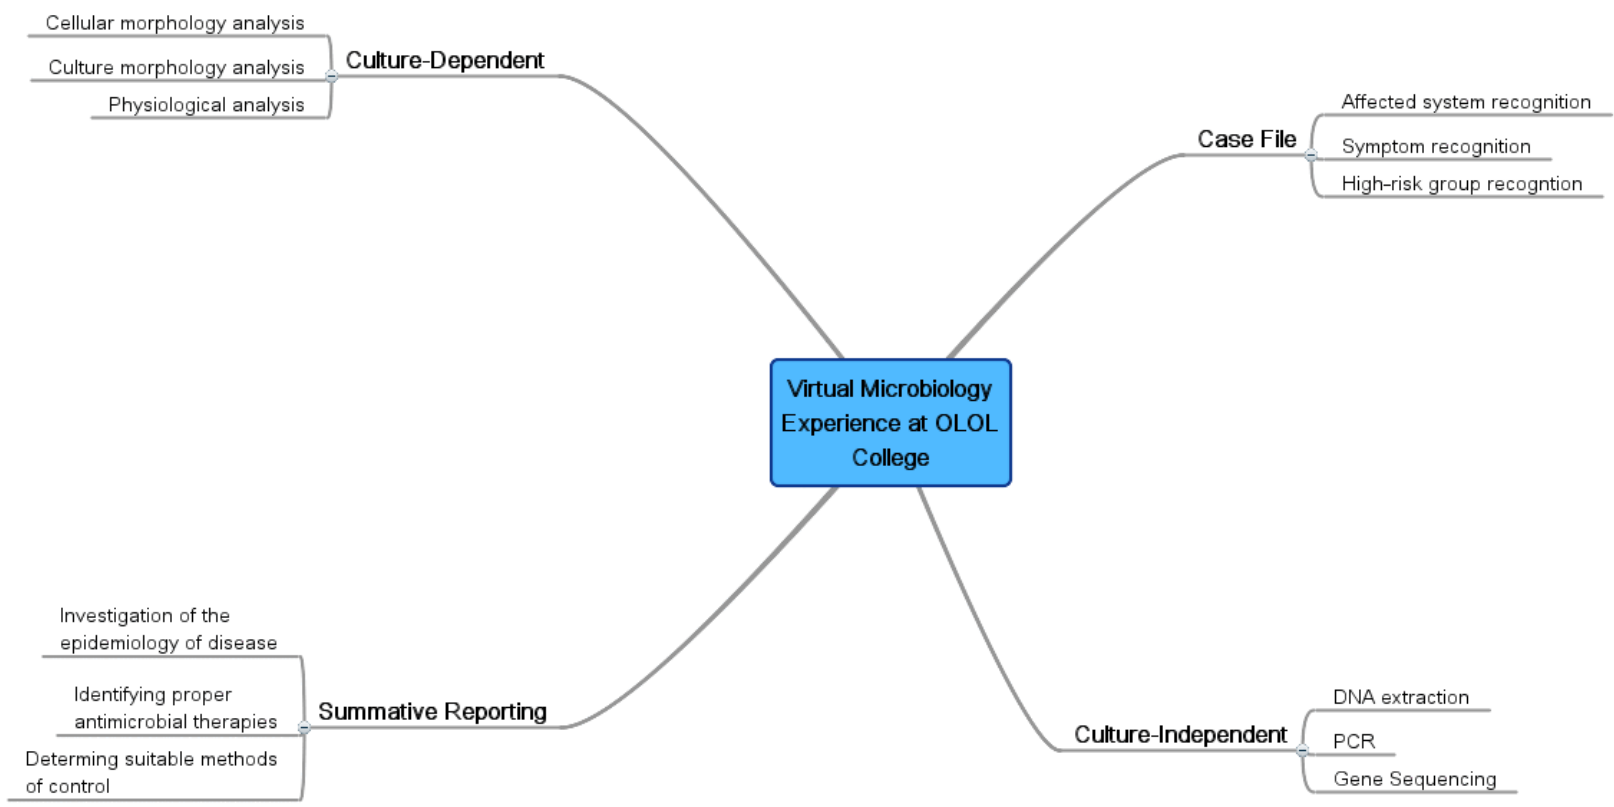 Cellular morphology analysis
Culture morphology analysis
Physiological analysis
Culture-Dependent
Case File
Affected system recognition
Symptom recognition
High-risk group recogntion
Virtual Microbiology
Experience at OLOL
College
Investigation of the
epidemiology of disease
Identifying proper
antimicrobial therapies
Determing suitable methods
of control
Summative Reporting
Culture-Independent
DNA extraction
PCR
Gene Sequencing